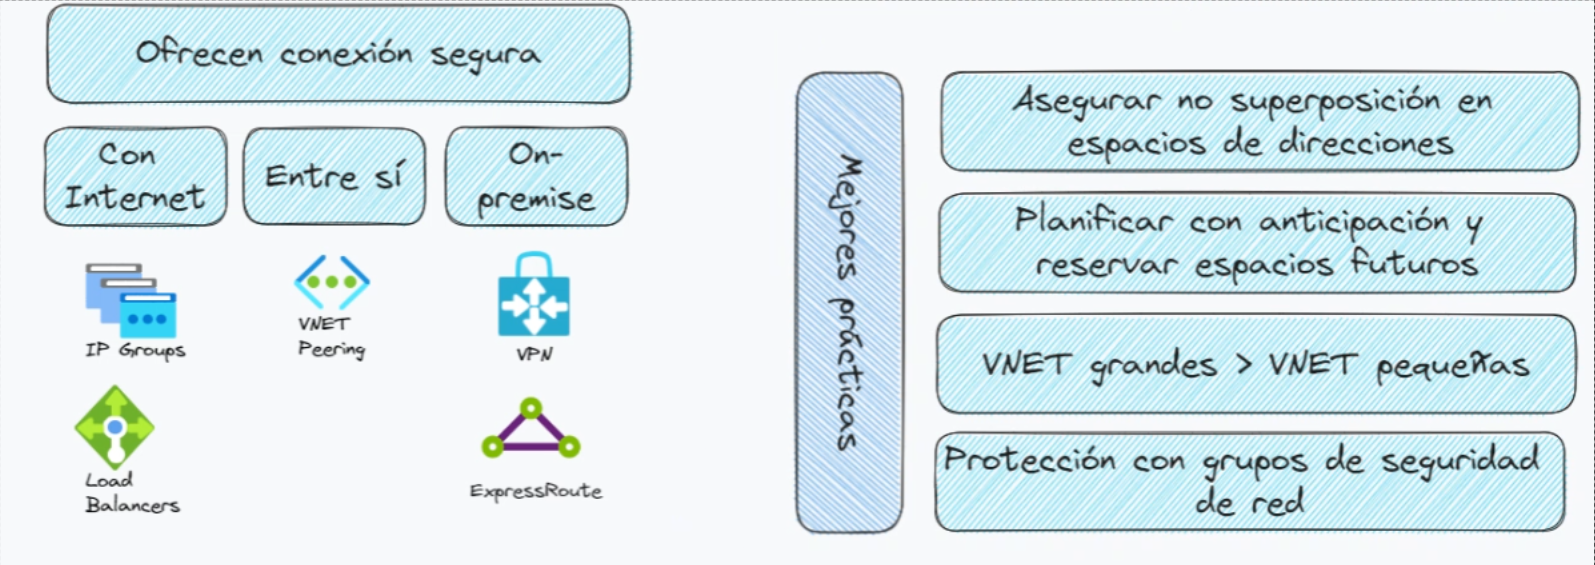 Ofrecen conexión segura
Con
Internet
Entre sí
On-
premise
IP Groups
VNET
Peering
VPN
Load
Balancers
ExpressRoute
Mejores prácticas
Asegurar no superposición en
espacios de direcciones
Planificar con anticipación y
reservar espacios futuros
VNET grandes > VNET pequeñas
Protección con grupos de seguridad
de red